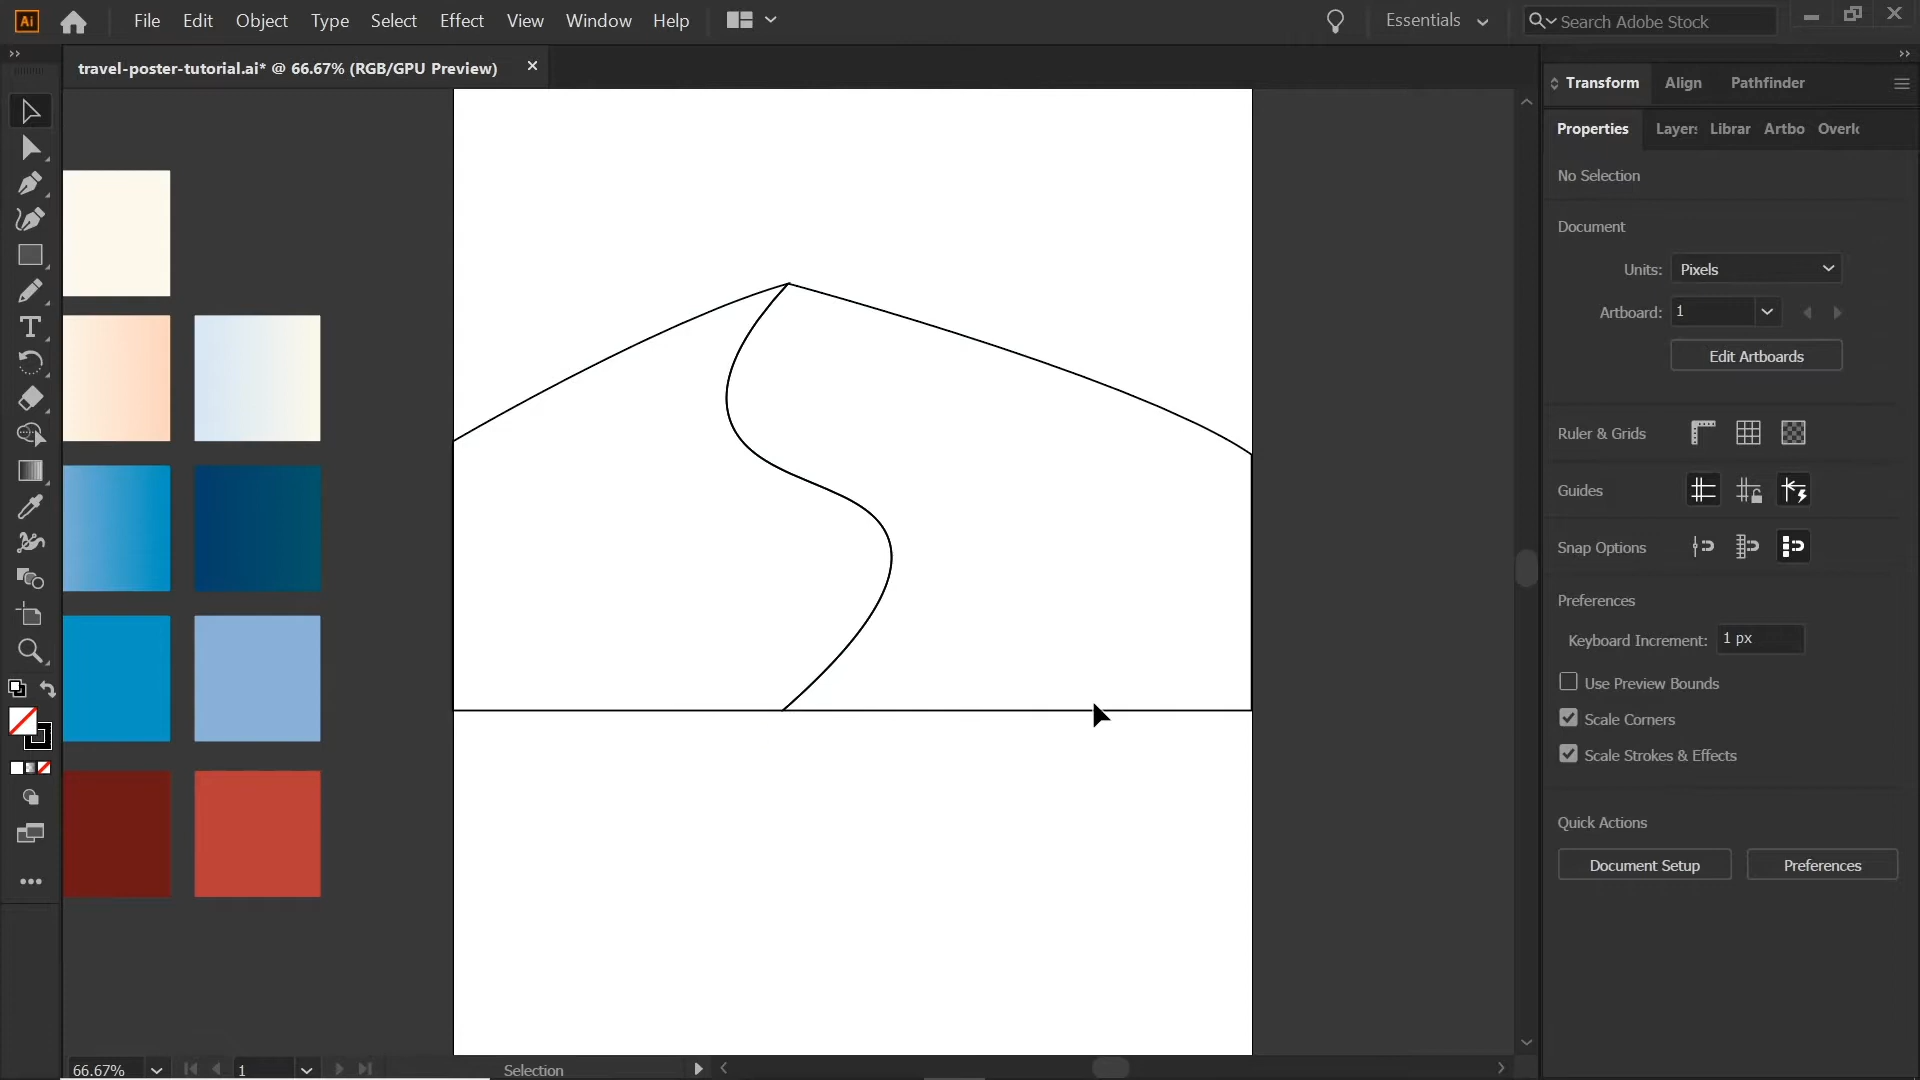 Ai File Edit Object Type Select Effect View Window Help Essentials Search Adobe Stock
travel-poster-tutorial.ai* @ 66.67% (RGB/GPU Preview)
Transform Align Pathfinder
Properties Layers Librar Artbo Overl
No Selection
Document
Units: Pixels
Artboard: 1
Edit Artboards
Ruler & Grids
Guides
Snap Options
Preferences
Keyboard Increment: 1 px
Use Preview Bounds
Scale Corners
Scale Strokes & Effects
Quick Actions
Document Setup Preferences
66.67% 1 Selection